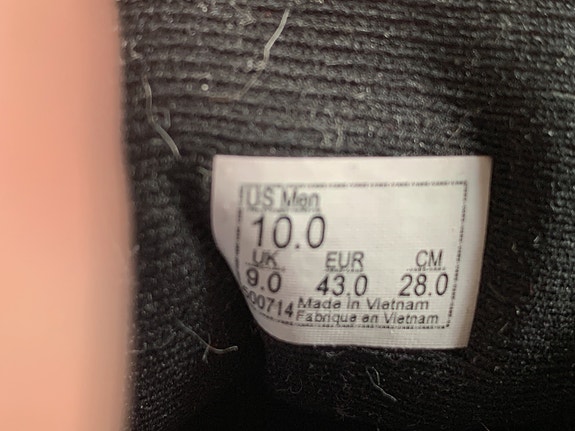 US Men
10.0
UK EUR CM
9.0 43.0 28.0
Made in Vietnam
Fabrique en Vietnam